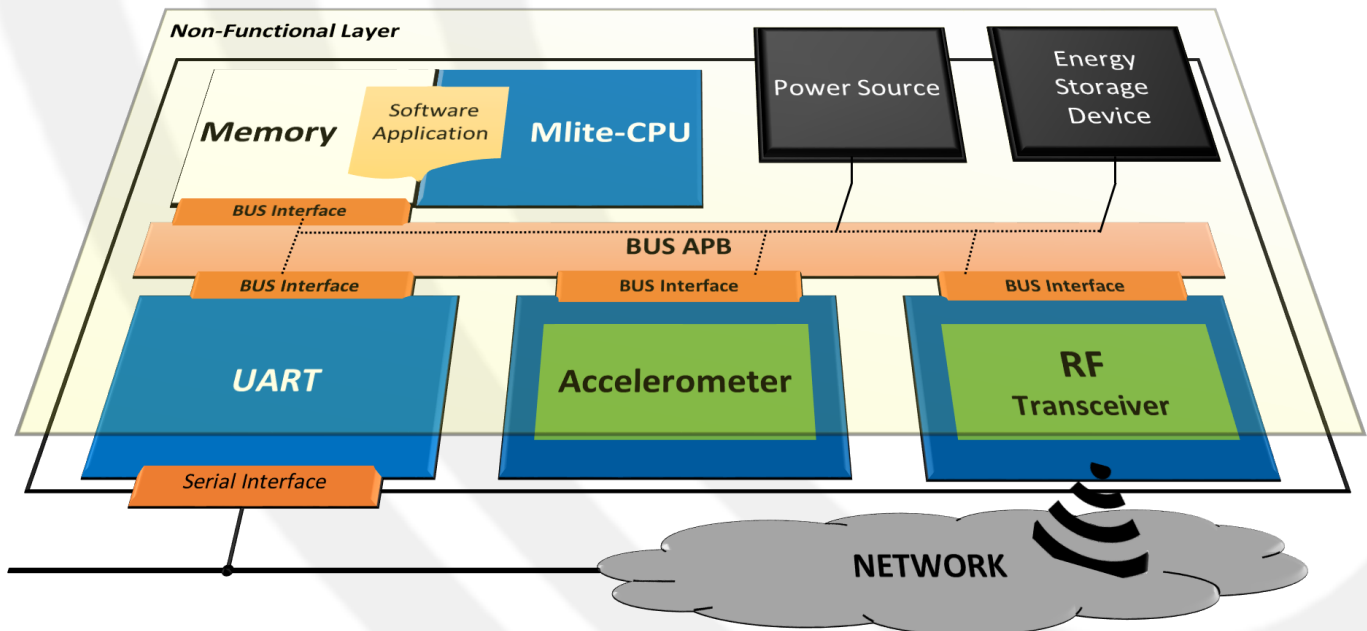 Non-Functional Layer
Memory
Software
Application
Mlite-CPU
Power Source
Energy
Storage
Device
BUS Interface
BUS APB
BUS Interface
BUS Interface
BUS Interface
UART
Accelerometer
RF
Transceiver
Serial Interface
NETWORK